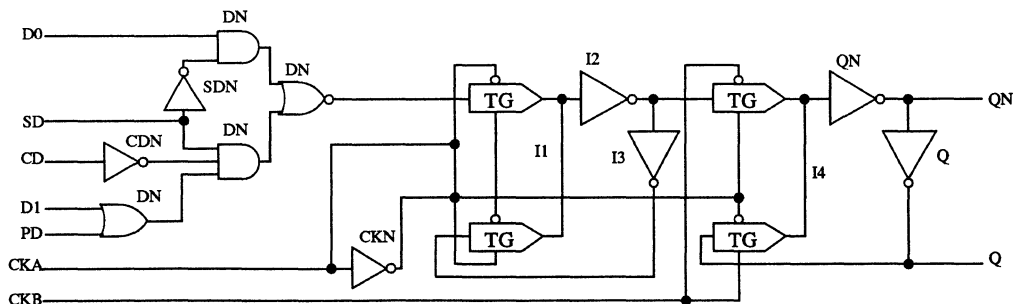 DN
D0
I2
QN
DN
SDN
TG
TG
QN
SD
DN
CDN
I3
Q
CD
I1
I4
DN
D1
PD
CKN
TG
TG
CKA
Q
CKB